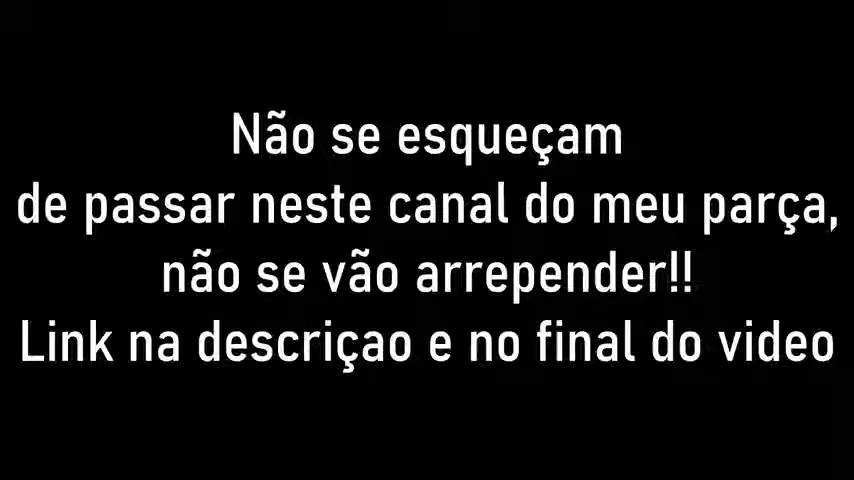 Não se esqueçam
de passar neste canal do meu parça,
não se vão arrepender!!
Link na descriçao e no final do video